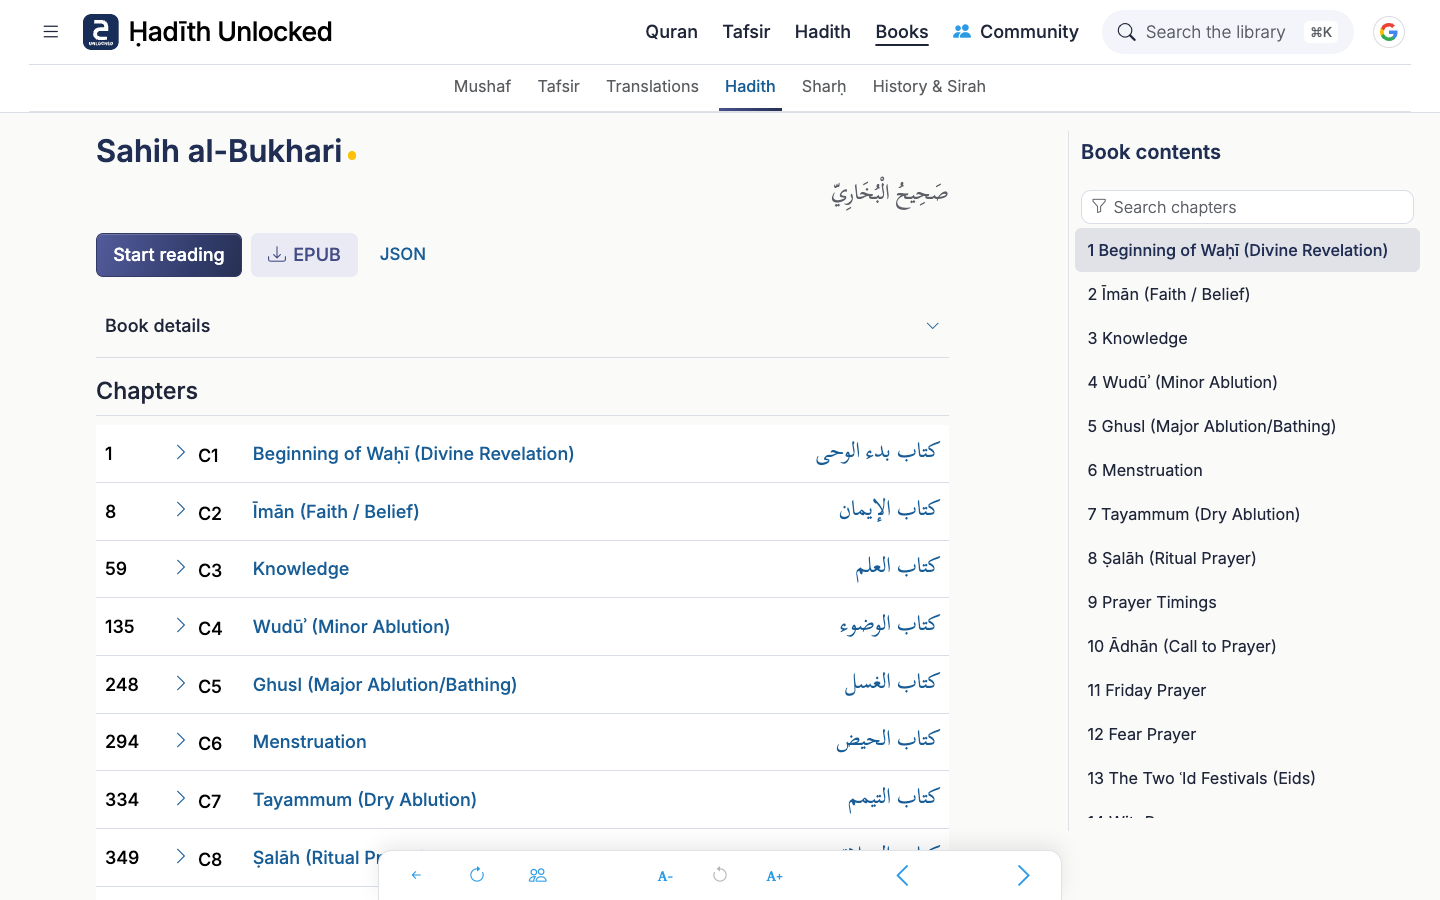 Ḥadīth Unlocked
Quran Tafsir Hadith Books Community Search the library ⌘K
Mushaf Tafsir Translations Hadith Sharḥ History & Sirah
Sahih al-Bukhari
صَحِيحُ الْبُخَارِيّ
Start reading EPUB JSON
Book details
Chapters
1 C1 Beginning of Waḥī (Divine Revelation) كتاب بدء الوحى
8 C2 Īmān (Faith / Belief) كتاب الإيمان
59 C3 Knowledge كتاب العلم
135 C4 Wudūʾ (Minor Ablution) كتاب الوضوء
248 C5 Ghusl (Major Ablution/Bathing) كتاب الغسل
294 C6 Menstruation كتاب الحيض
334 C7 Tayammum (Dry Ablution) كتاب التيمم
349 C8 Ṣalāh (Ritual
A- A+
Book contents
Search chapters
1 Beginning of Waḥī (Divine Revelation)
2 Īmān (Faith / Belief)
3 Knowledge
4 Wudūʾ (Minor Ablution)
5 Ghusl (Major Ablution/Bathing)
6 Menstruation
7 Tayammum (Dry Ablution)
8 Ṣalāh (Ritual Prayer)
9 Prayer Timings
10 Ādhān (Call to Prayer)
11 Friday Prayer
12 Fear Prayer
13 The Two ʿId Festivals (Eids)